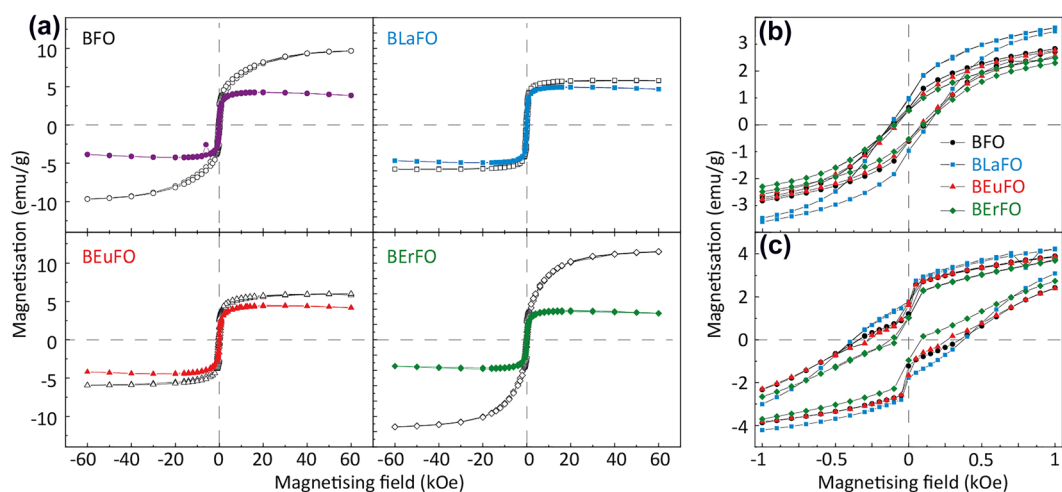 (a)
BFO
BLaFO
10
5
0
-5
-10
BEuFO
BErFO
10
5
0
-5
-10
-60 -40 -20 0 20 40 60
-60 -40 -20 0 20 40 60
Magnetisation (emu/g)
Magnetising field (kOe)
(b)
3
2
1
0
-1
-2
-3
BFO
BLaFO
BEuFO
BErFO
(c)
4
2
0
-2
-4
-1 -0.5 0 0.5 1
Magnetisation (emu/g)
Magnetising field (kOe)